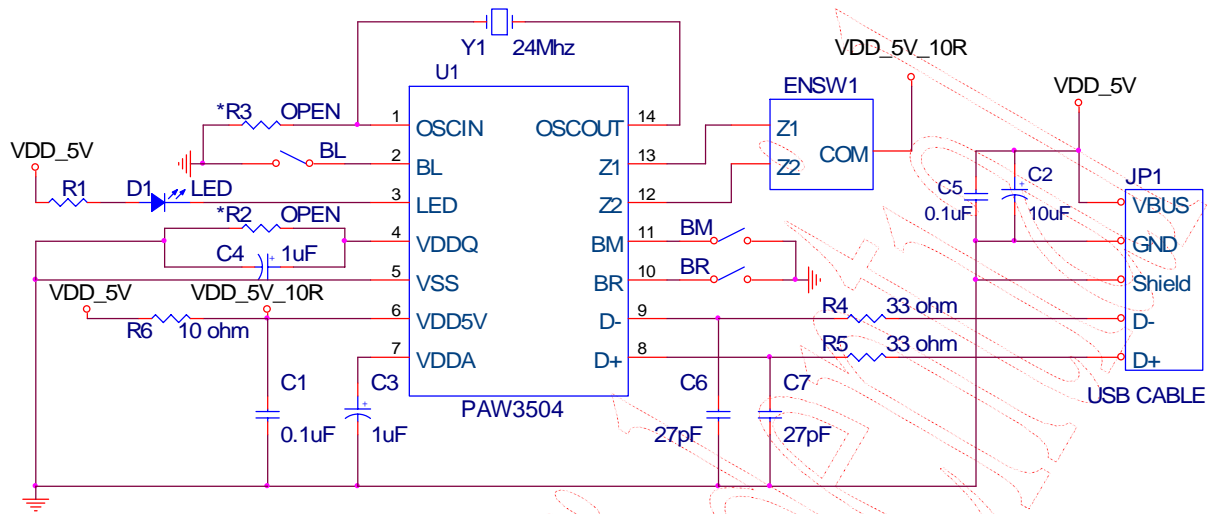 Y1 24Mhz
VDD_5V_10R
U1
ENSW1
VDD_5V
*R3 OPEN
1 OSCIN
OSCOUT 14
Z1
COM
BL
2 BL
Z1 13
Z2
VDD_5V
R1 D1 LED
3 LED
Z2 12
C5 0.1uF
C2 10uF
JP1
VBUS
*R2 OPEN
4 VDDQ
BM 11
BM
GND
C4 1uF
5 VSS
BR 10
BR
Shield
VDD_5V
VDD_5V_10R
R6 10 ohm
6 VDD5V
D- 9
R4 33 ohm
D-
7 VDDA
D+ 8
R5 33 ohm
D+
C1 0.1uF
C3 1uF
PAW3504
C6 27pF
C7 27pF
USB CABLE